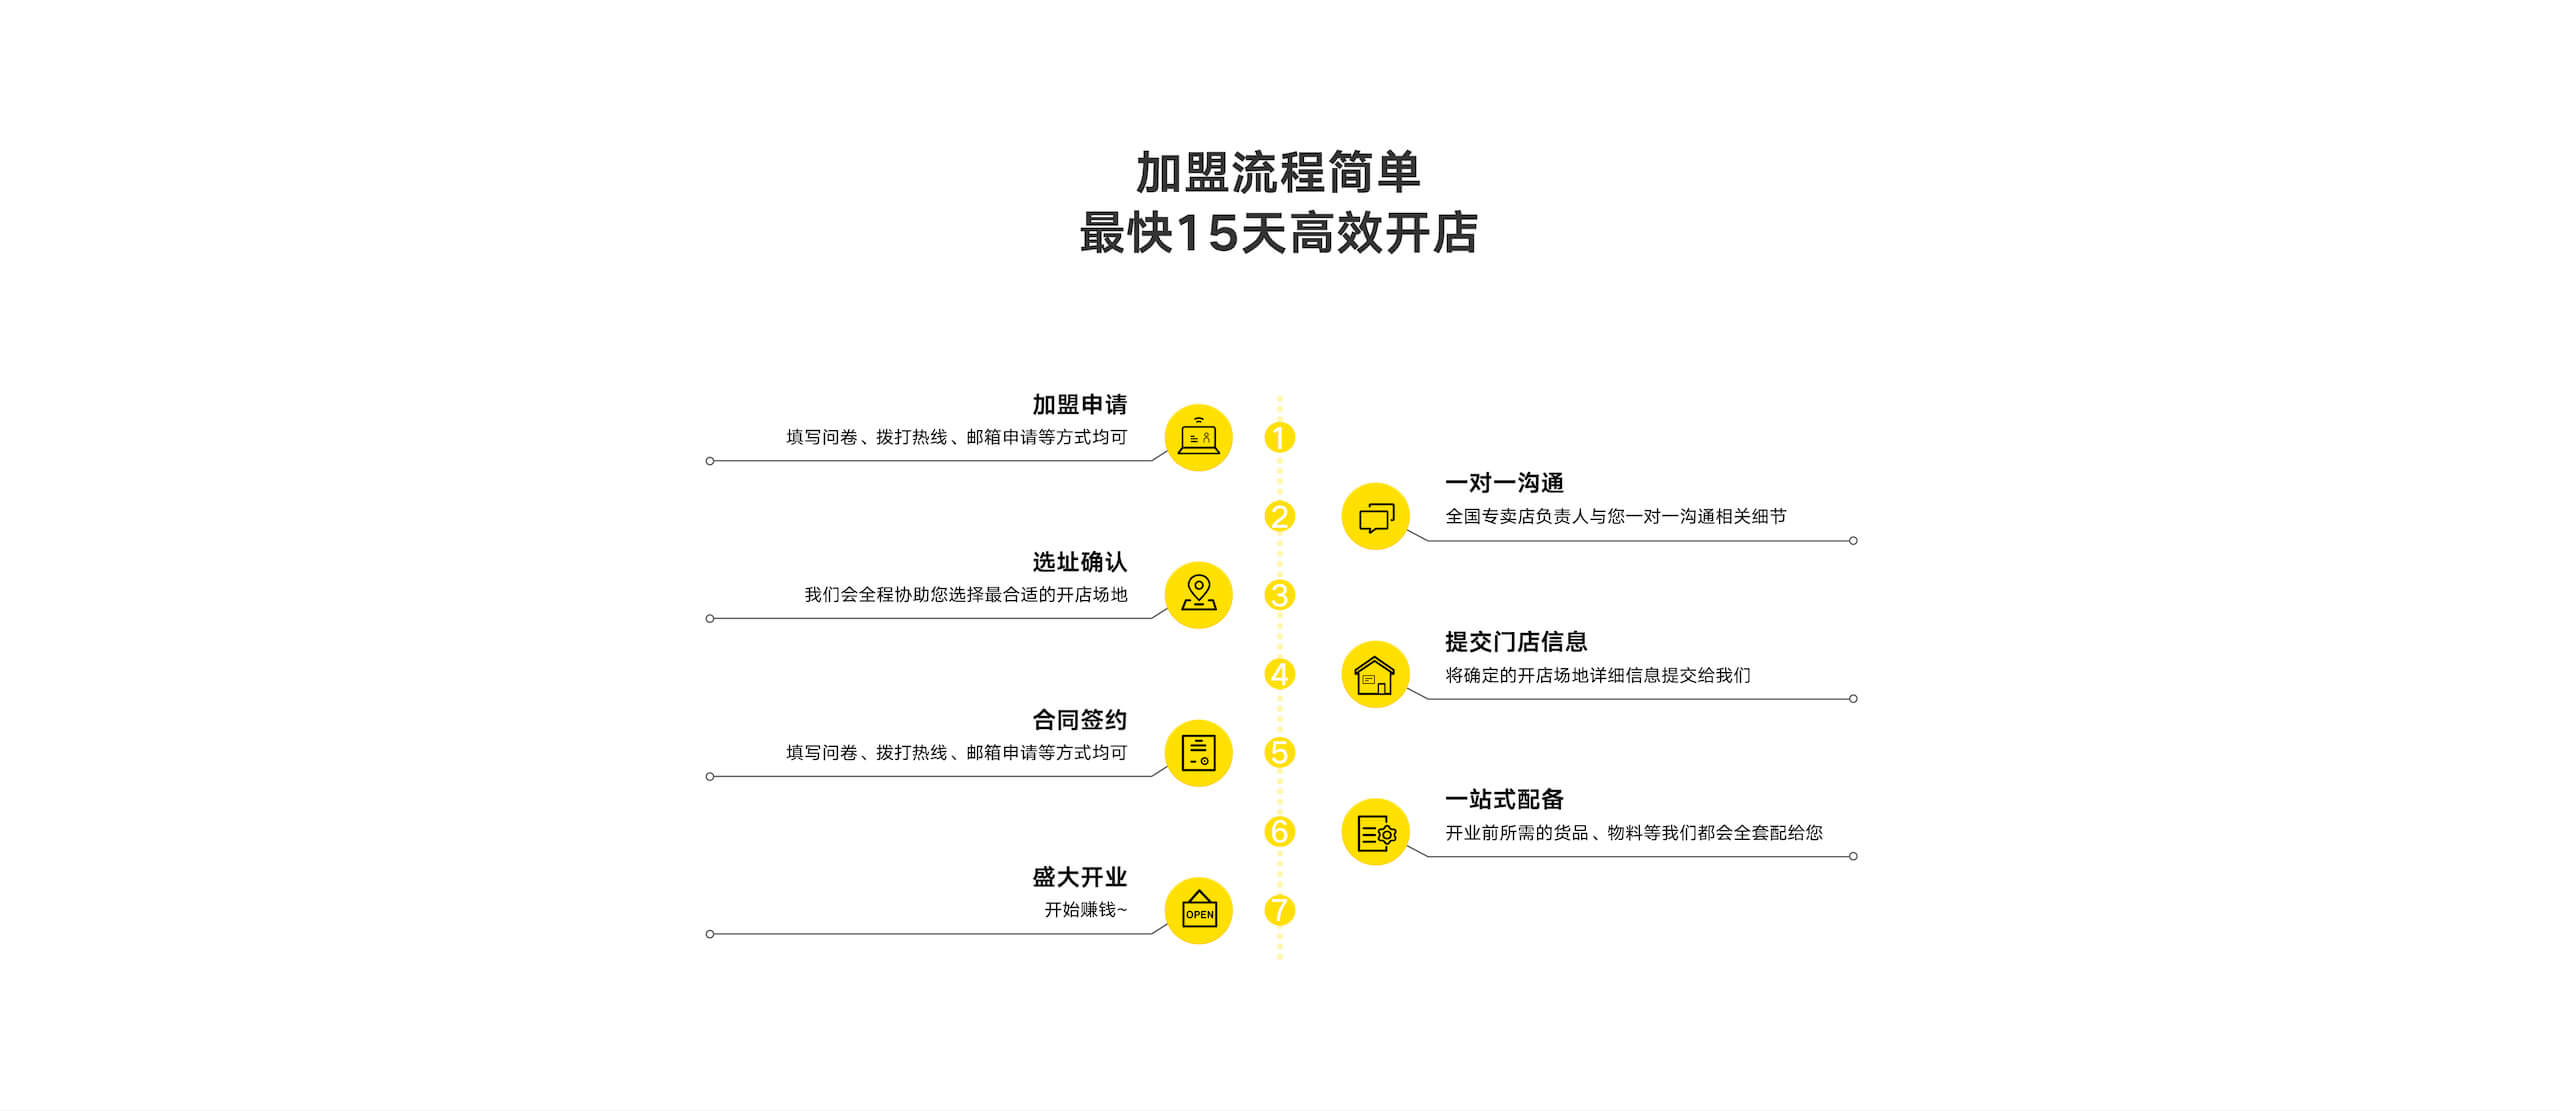 加盟流程简单
最快15天高效开店
加盟申请
填写问卷、拨打热线、邮箱申请等方式均可
1
2
一对一沟通
全国专卖店负责人与您一对一沟通相关细节
选址确认
我们会全程协助您选择最合适的开店场地
3
4
提交门店信息
将确定的开店场地详细信息提交给我们
合同签约
填写问卷、拨打热线、邮箱申请等方式均可
5
6
一站式配备
开业前所需的货品、物料等我们都会全套配给您
盛大开业
开始赚钱~
OPEN
7